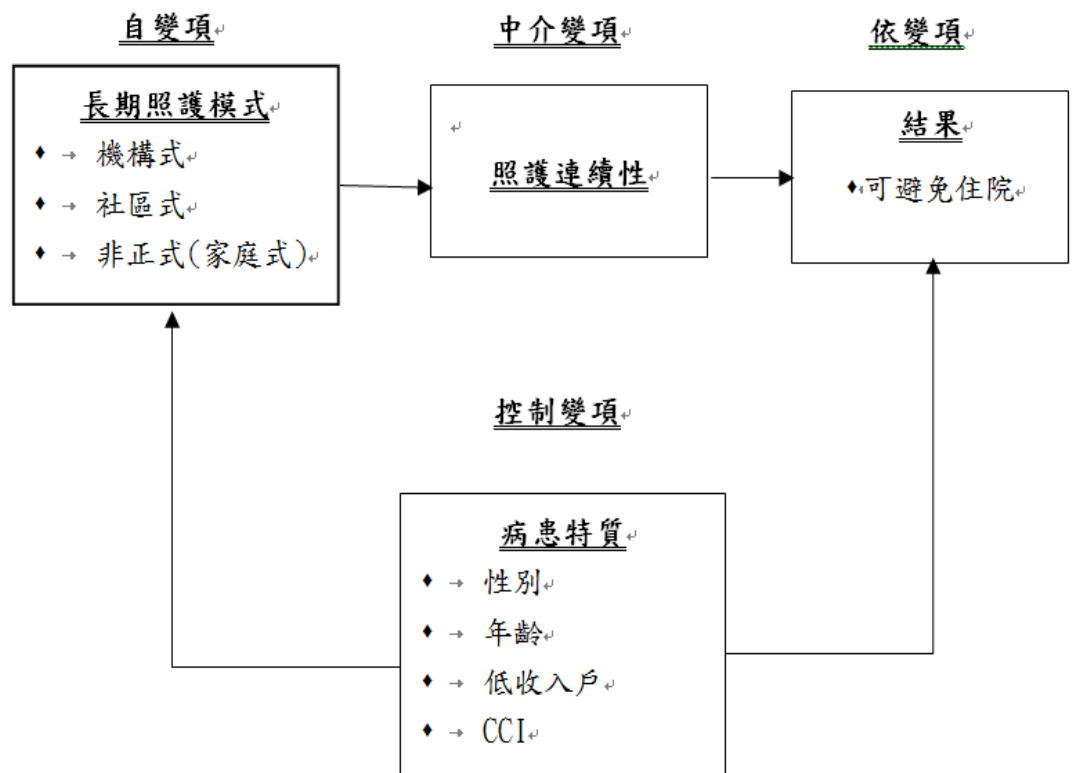 自變項
中介變項
依變項
長期照護模式
機構式
社區式
非正式(家庭式)
照護連續性
結果
可避免住院
控制變項
病患特質
性別
年齡
低收入戶
CCI